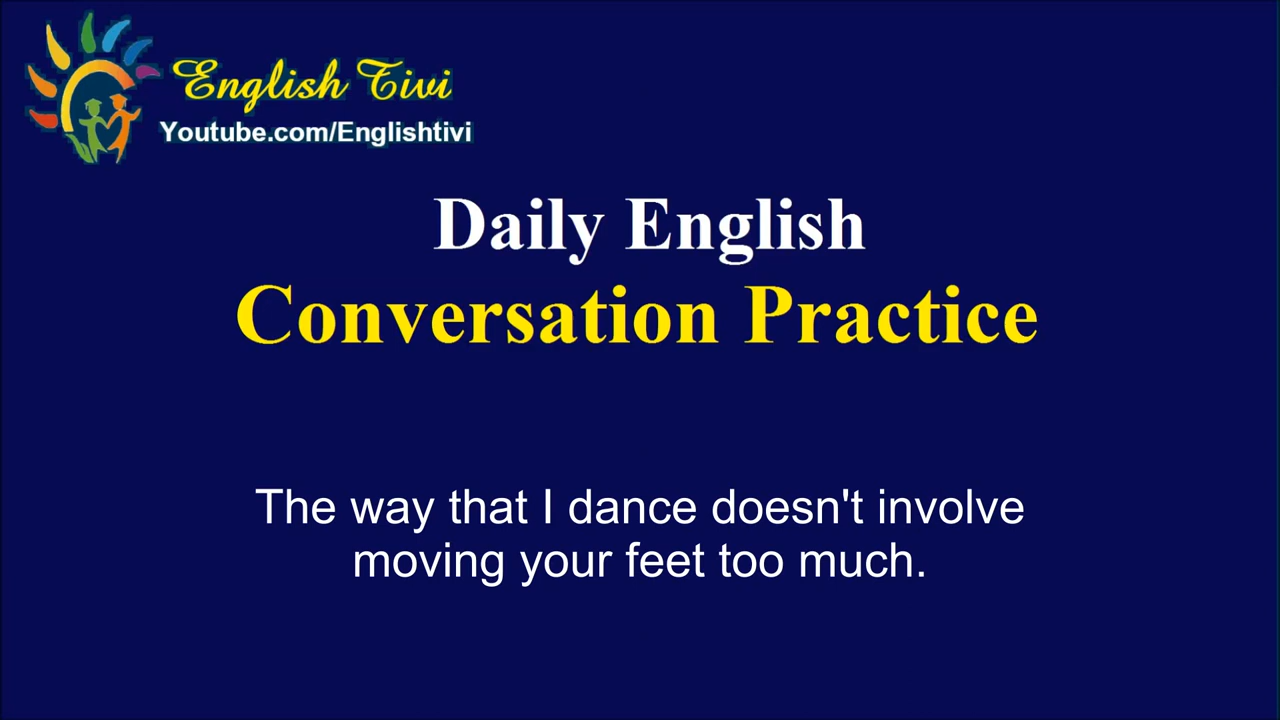 English Tivi
Youtube.com/Englishtivi
Daily English
Conversation Practice
The way that I dance doesn't involve
moving your feet too much.